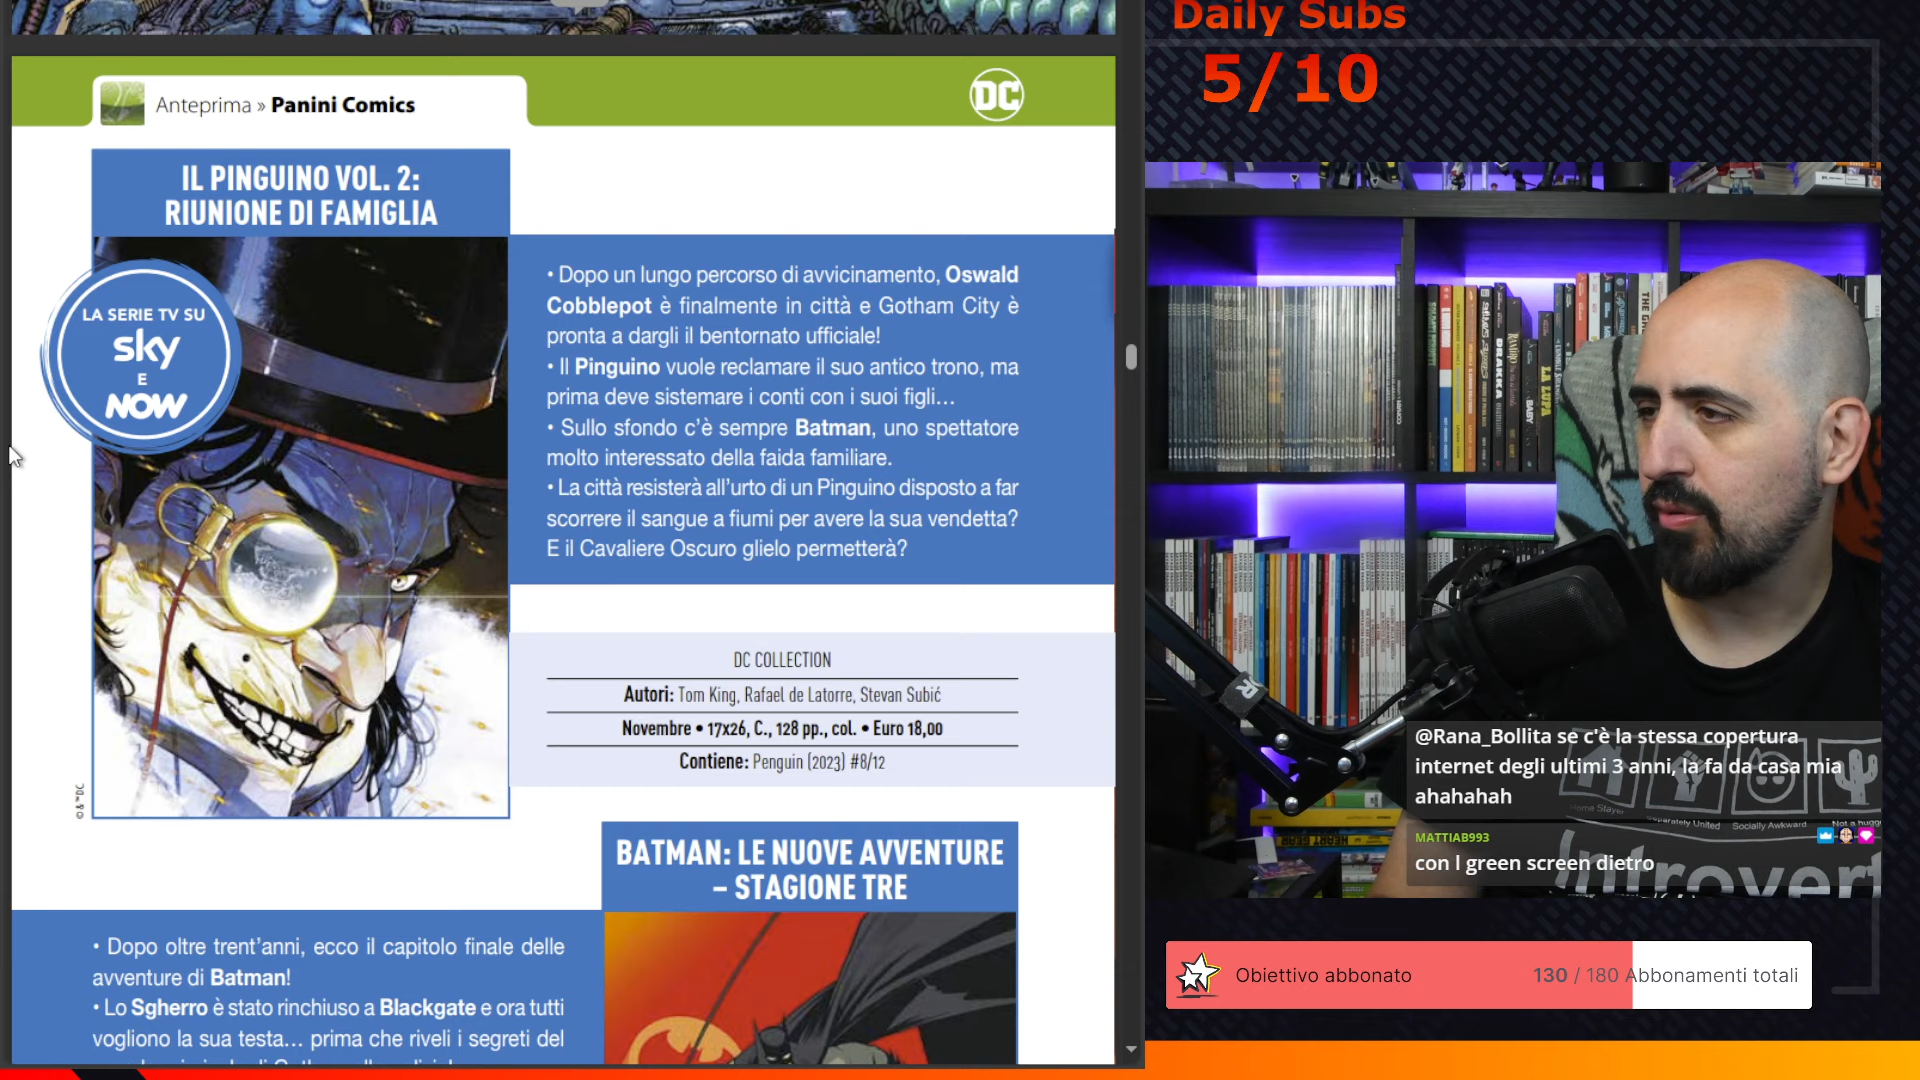 Daily Subs
5/10
Anteprima » Panini Comics
DC
IL PINGUINO VOL. 2:
RIUNIONE DI FAMIGLIA
LA SERIE TV SU
sky
E
NOW
• Dopo un lungo percorso di avvicinamento, Oswald
Cobblepot è finalmente in città e Gotham City è
pronta a dargli il bentornato ufficiale!
• Il Pinguino vuole reclamare il suo antico trono, ma
prima deve sistemare i conti con i suoi figli…
• Sullo sfondo c’è sempre Batman, uno spettatore
molto interessato della faida familiare.
• La città resisterà all’urto di un Pinguino disposto a far
scorrere il sangue a fiumi per avere la sua vendetta?
E il Cavaliere Oscuro glielo permetterà?
DC COLLECTION
Autori: Tom King, Rafael de Latorre, Stevan Subić
Novembre • 17x26, C., 128 pp., col. • Euro 18,00
Contiene: Penguin (2023) #8/12
BATMAN: LE NUOVE AVVENTURE
– STAGIONE TRE
• Dopo oltre trent’anni, ecco il capitolo finale delle
avventure di Batman!
• Lo Sgherro è stato rinchiuso a Blackgate e ora tutti
vogliono la sua testa… prima che riveli i segreti del
DRAKKA
LA LUPA
BABY
@Rana_Bollita se c'è la stessa copertura
internet degli ultimi 3 anni, la fa da casa mia
ahahahah
Socially Awkward
MATTIAB993
con l green screen dietro
Introvert
Obiettivo abbonato
130 / 180 Abbonamenti totali